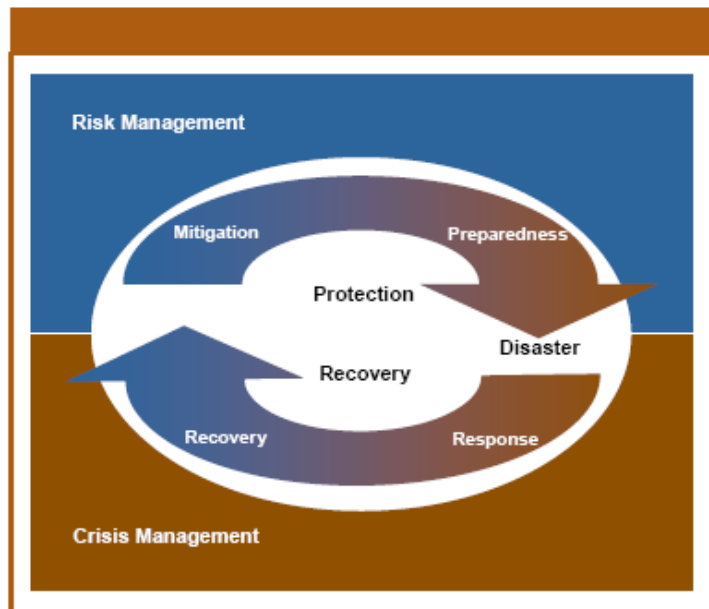 Risk Management
Mitigation
Preparedness
Protection
Disaster
Recovery
Recovery
Response
Crisis Management